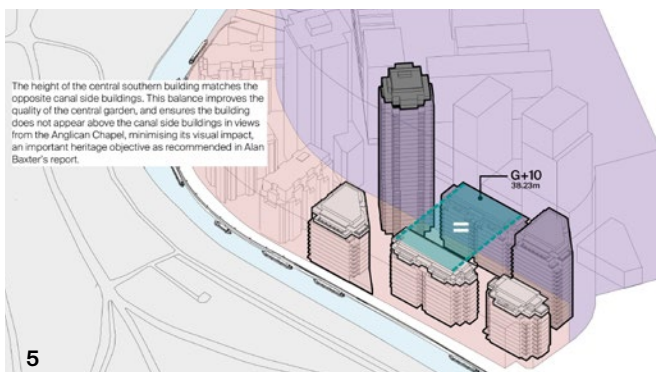 The height of the central southern building matches the
opposite canal side buildings. This balance improves the
quality of the central garden, and ensures the building
does not appear above the canal side buildings in views
from the Anglican Chapel, minimising its visual impact,
an important heritage objective as recommended in Alan
Baxter's report.
G+10
38.23m
=
5